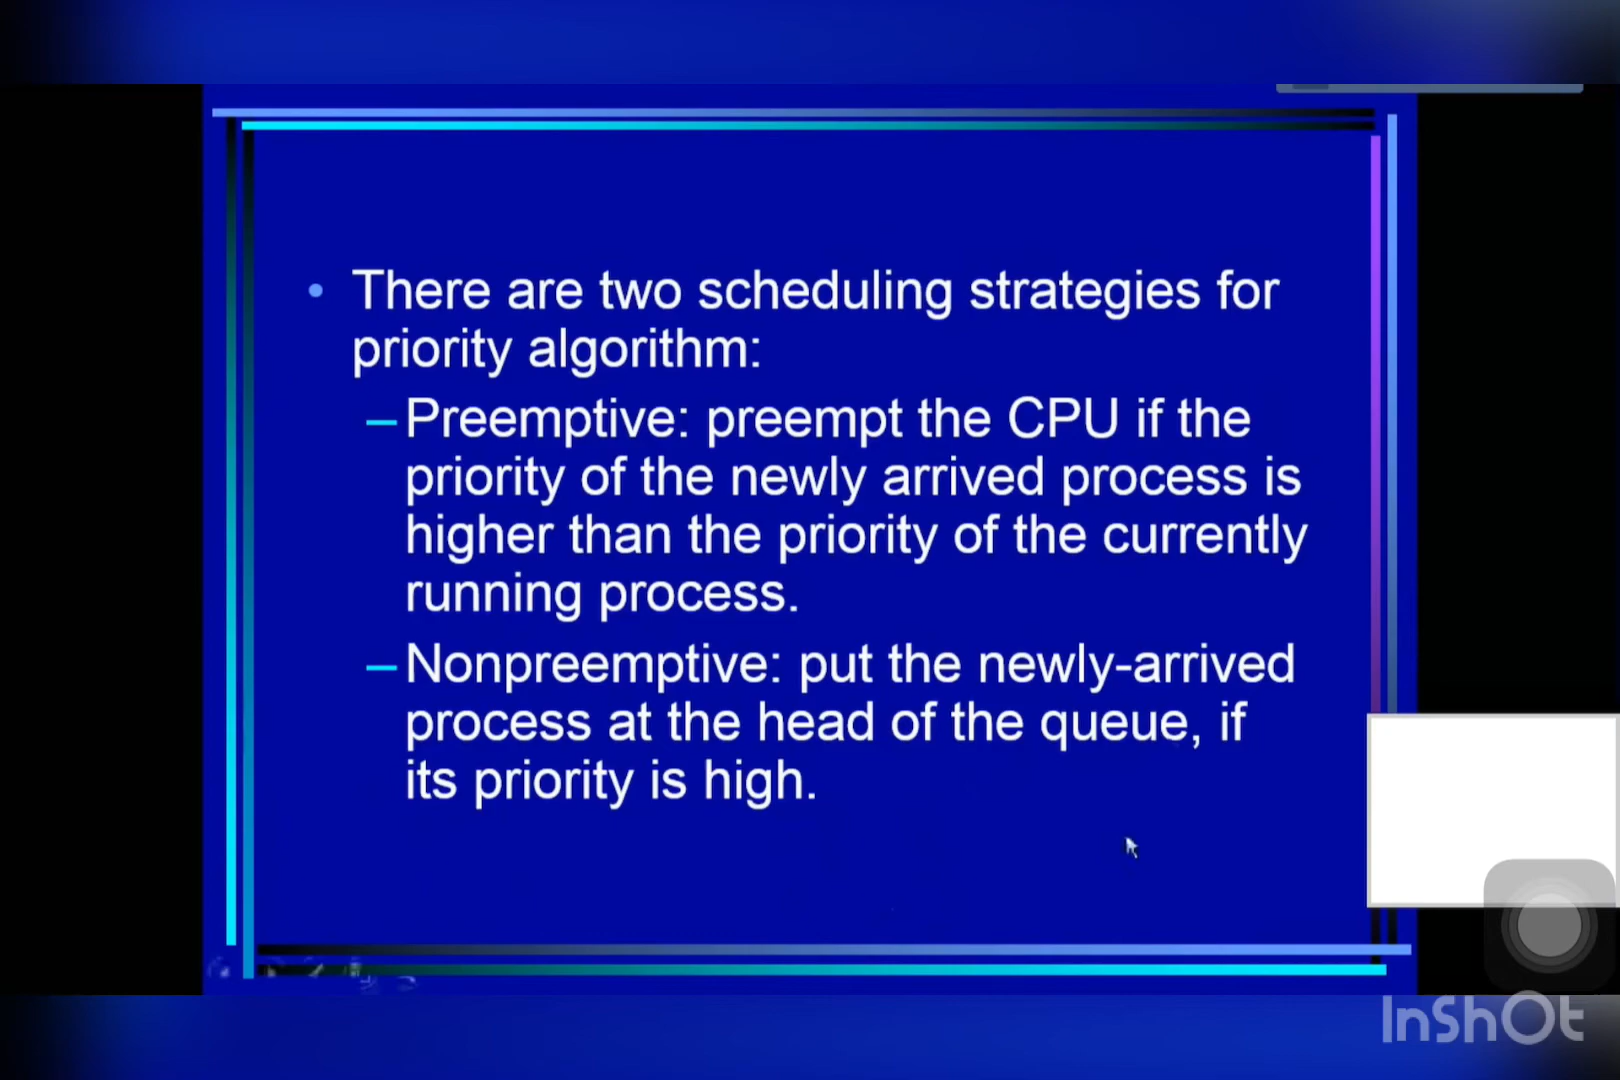 • There are two scheduling strategies for
priority algorithm:
– Preemptive: preempt the CPU if the
priority of the newly arrived process is
higher than the priority of the currently
running process.
– Nonpreemptive: put the newly-arrived
process at the head of the queue, if
its priority is high.
InShOt